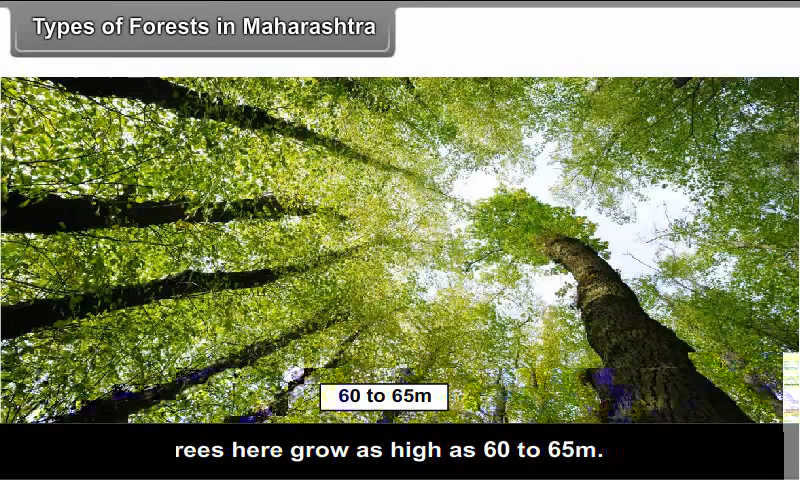 Types of Forests in Maharashtra
60 to 65m
rees here grow as high as 60 to 65m.